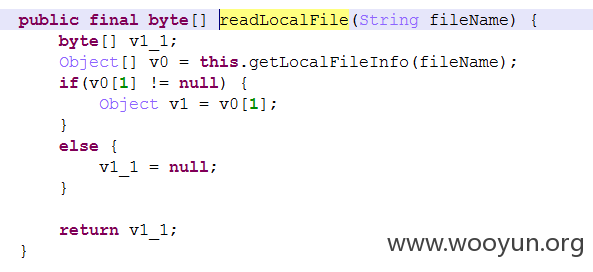 public final byte[] readLocalFile(String fileName) {
    byte[] v1_1;
    Object[] v0 = this.getLocalFileInfo(fileName);
    if(v0[1] != null) {
        Object v1 = v0[1];
    }
    else {
        v1_1 = null;
    }

    return v1_1;
}
www.wooyun.org